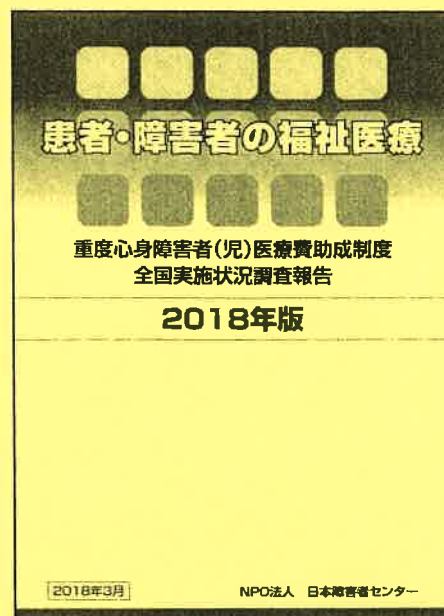 患者・障害者の福祉医療
重度心身障害者(児)医療費助成制度
全国実施状況調査報告
2018年版
2018年3月
NPO法人 日本障害者センター